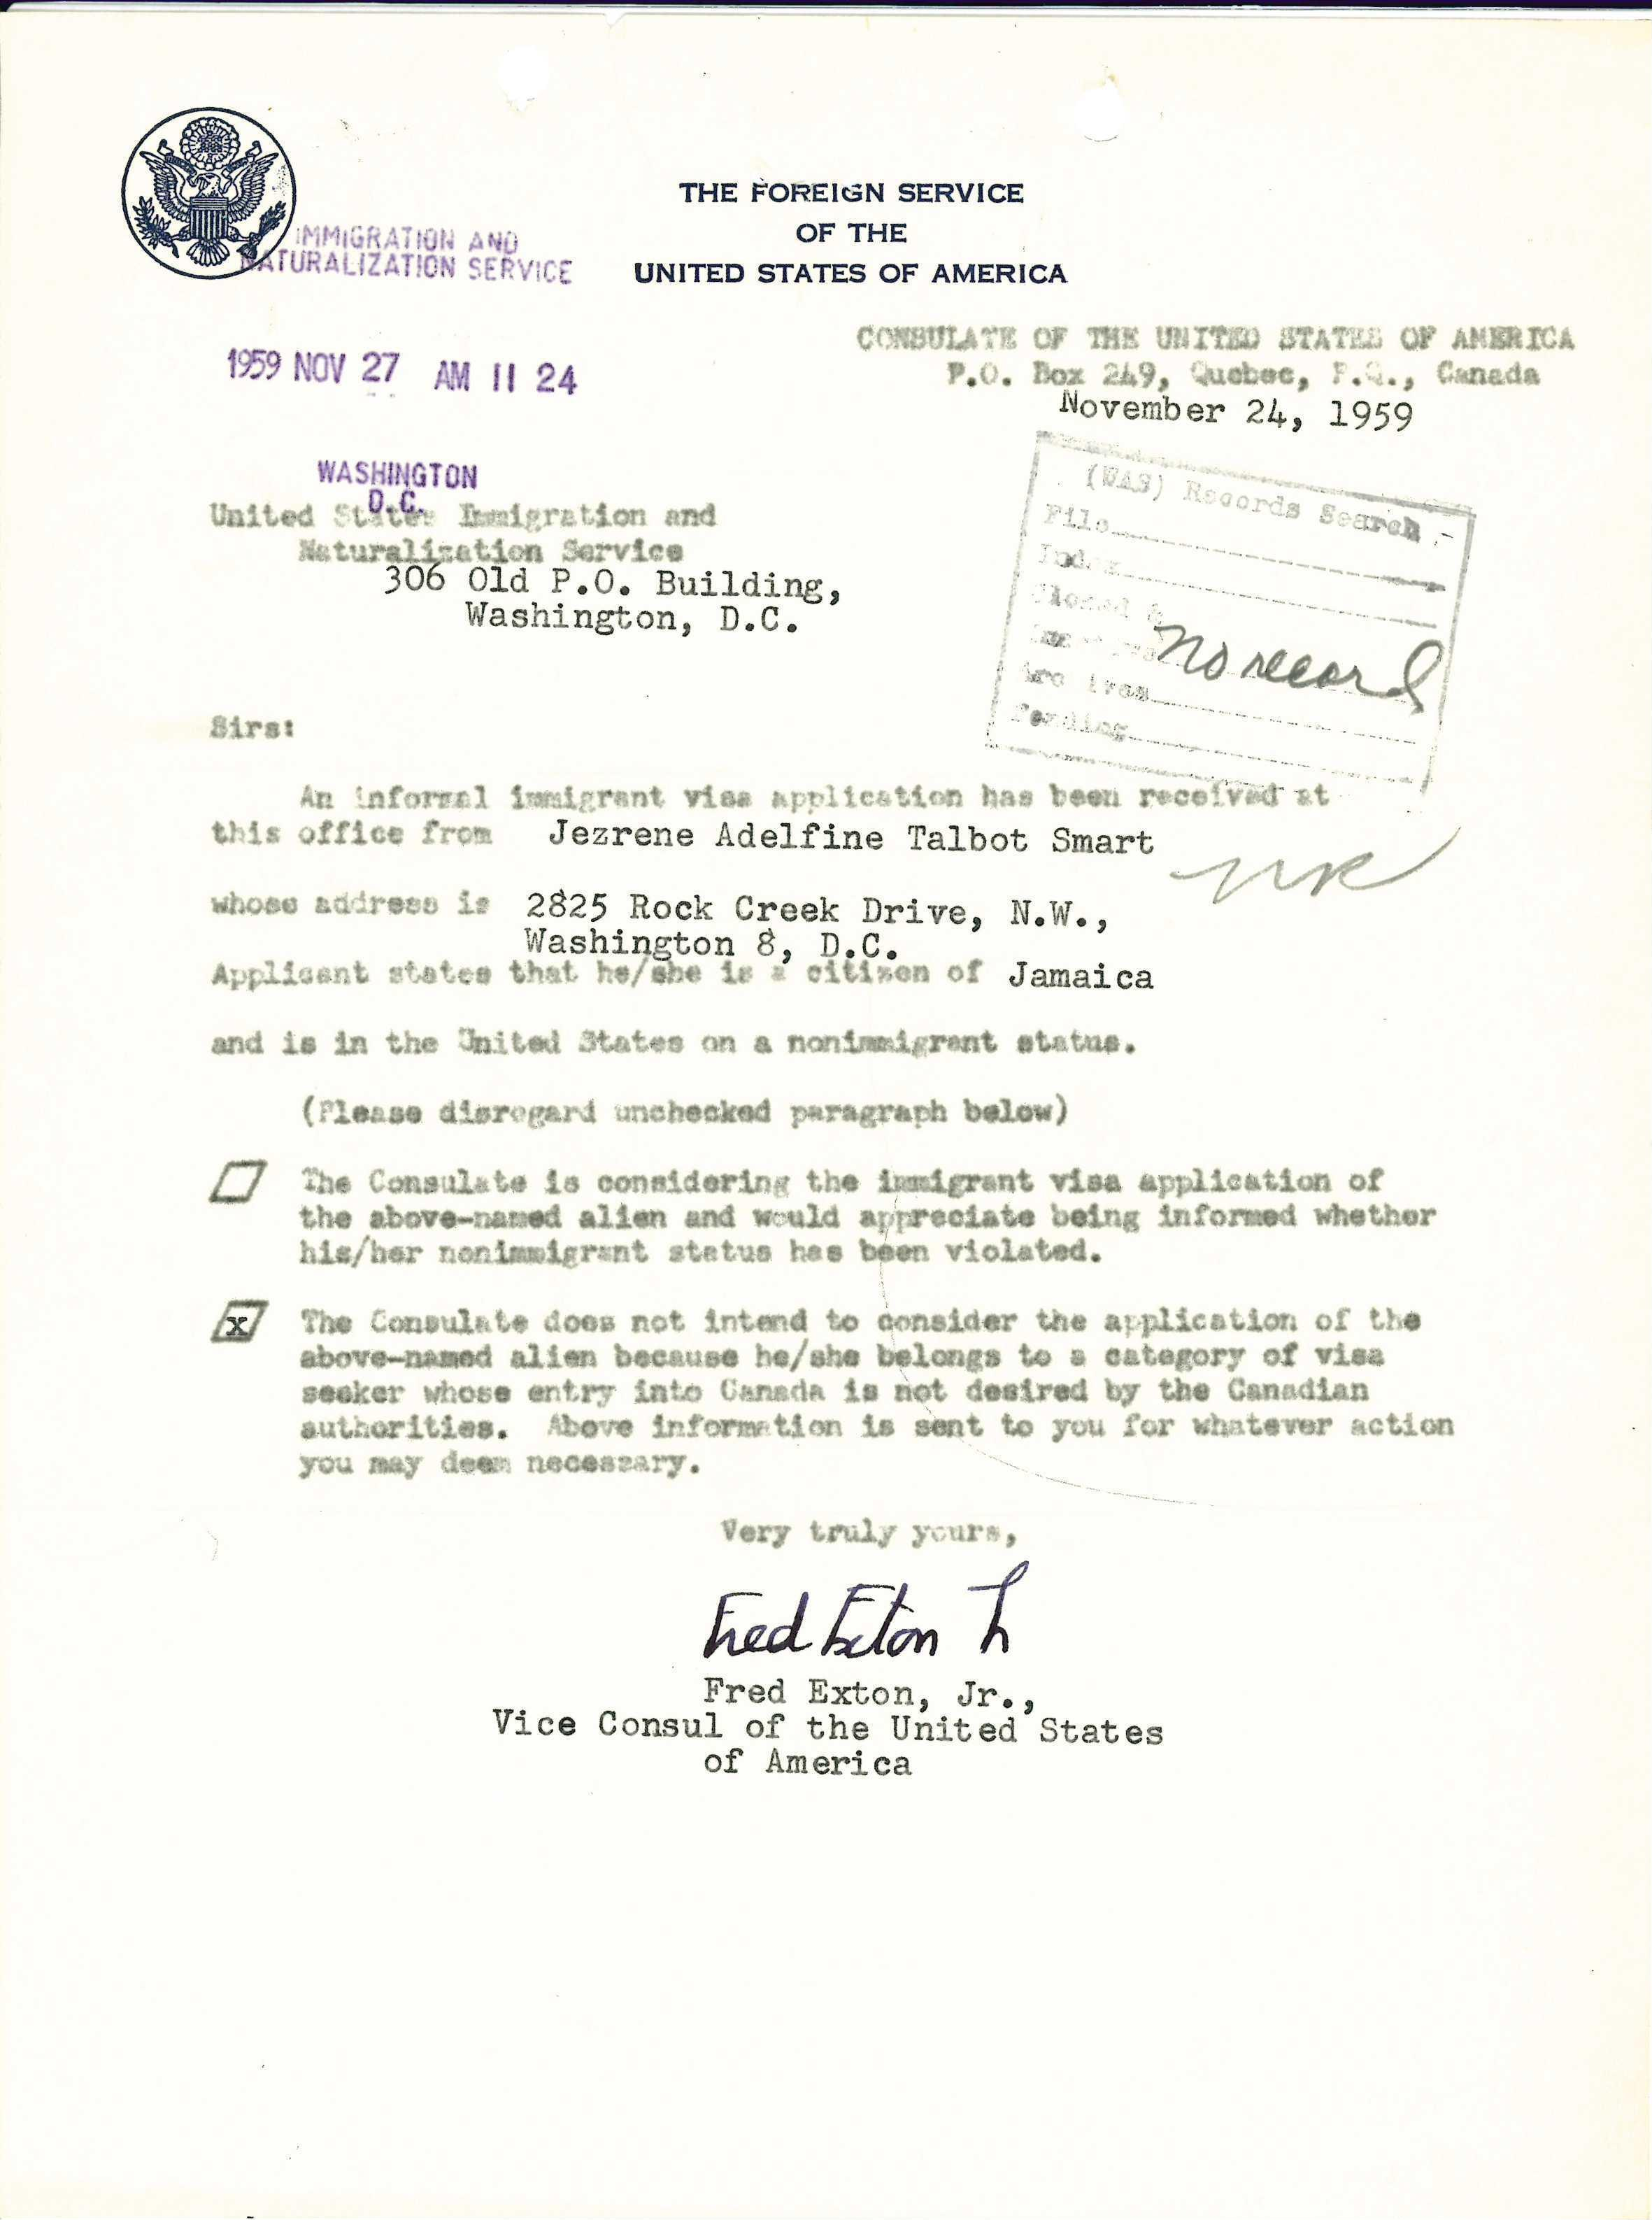 THE FOREIGN SERVICE
OF THE
UNITED STATES OF AMERICA
IMMIGRATION AND
NATURALIZATION SERVICE
1959 NOV 27 AM 11 24
WASHINGTON
D.C.
CONSULATE OF THE UNITED STATES OF AMERICA
P.O. Box 249, Quebec, P.Q., Canada
November 24, 1959
United States Immigration and
Naturalization Service
306 Old P.O. Building,
Washington, D.C.
(WAS) Records Search
File
Index
Closed &
no record
Are from
Pending
Sirs:
An informal immigrant visa application has been received at
this office from Jezrene Adelfine Talbot Smart
NR
whose address is 2825 Rock Creek Drive, N.W.,
Washington 8, D.C.
Applicant states that he/she is a citizen of Jamaica
and is in the United States on a nonimmigrant status.
(Please disregard unchecked paragraph below)
The Consulate is considering the immigrant visa application of
the above-named alien and would appreciate being informed whether
his/her nonimmigrant status has been violated.
x The Consulate does not intend to consider the application of the
above-named alien because he/she belongs to a category of visa
seeker whose entry into Canada is not desired by the Canadian
authorities. Above information is sent to you for whatever action
you may deem necessary.
Very truly yours,
Fred Exton Jr
Fred Exton, Jr.,
Vice Consul of the United States
of America